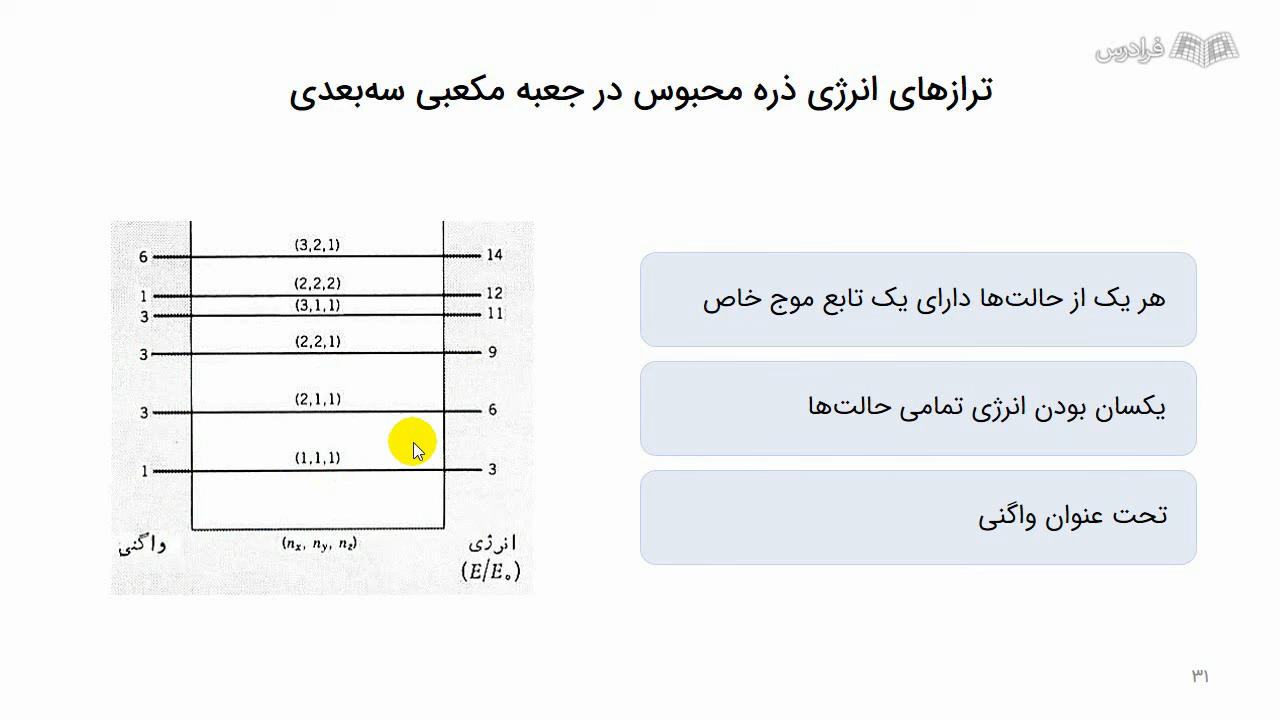 فرادرس
ترازهای انرژی ذره محبوس در جعبه مکعبی سه‌بعدی
هر یک از حالت‌ها دارای یک تابع موج خاص
یکسان بودن انرژی تمامی حالت‌ها
تحت عنوان واگنی
6 (3,2,1) 14
1 (2,2,2) 12
3 (3,1,1) 11
3 (2,2,1) 9
3 (2,1,1) 6
1 (1,1,1) 3
واگنی (nx, ny, nz) انرژی
(E/E₀)
۳۱